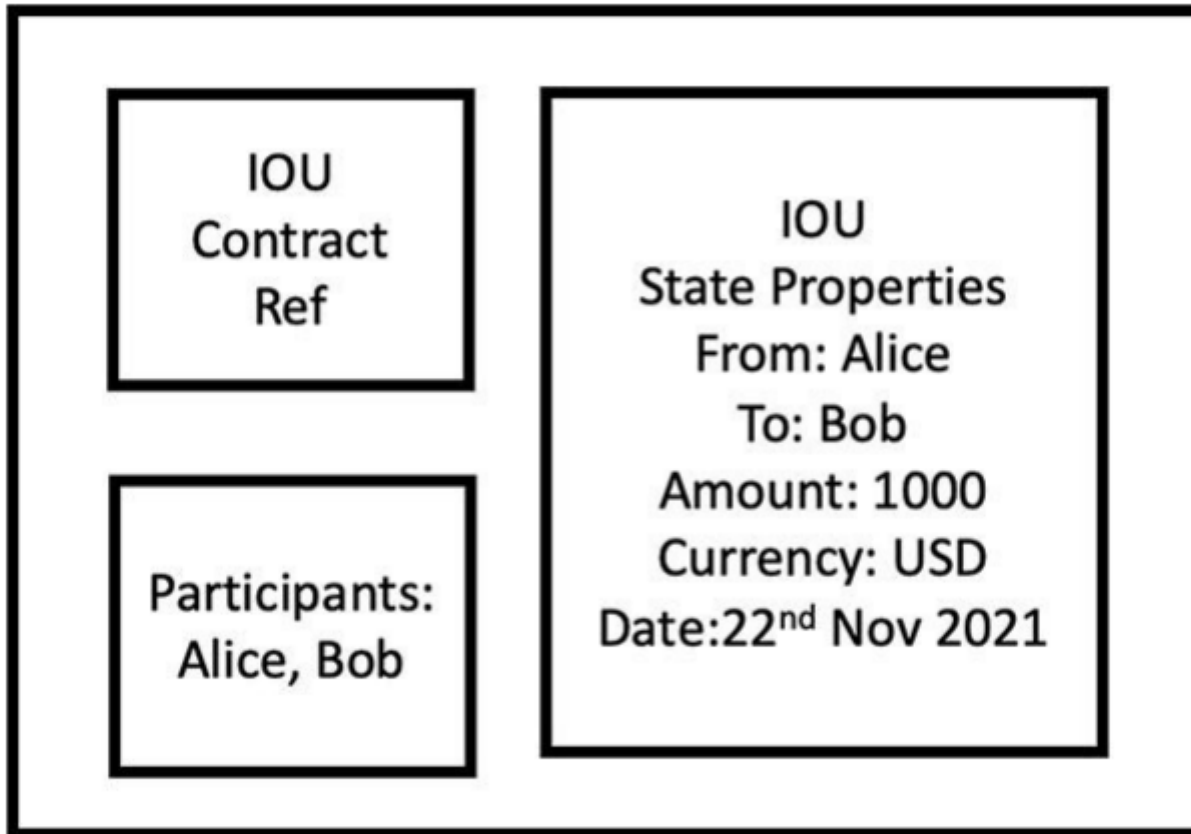 IOU
Contract
Ref
Participants:
Alice, Bob
IOU
State Properties
From: Alice
To: Bob
Amount: 1000
Currency: USD
Date:22nd Nov 2021